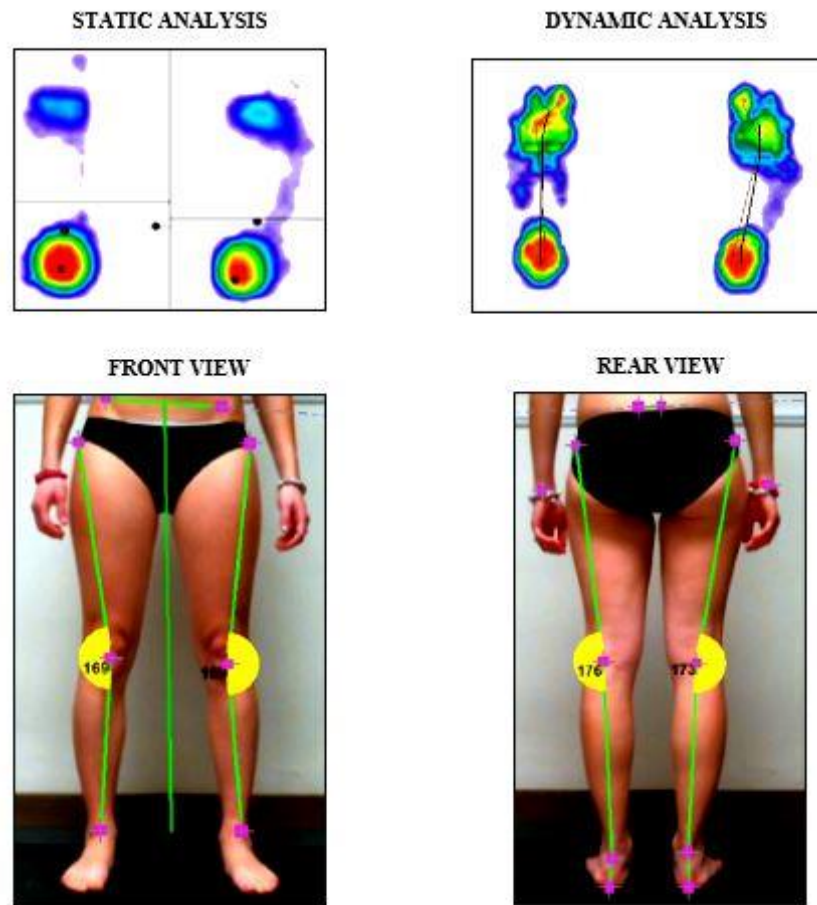 STATIC ANALYSIS
DYNAMIC ANALYSIS
FRONT VIEW
REAR VIEW
169
176
173